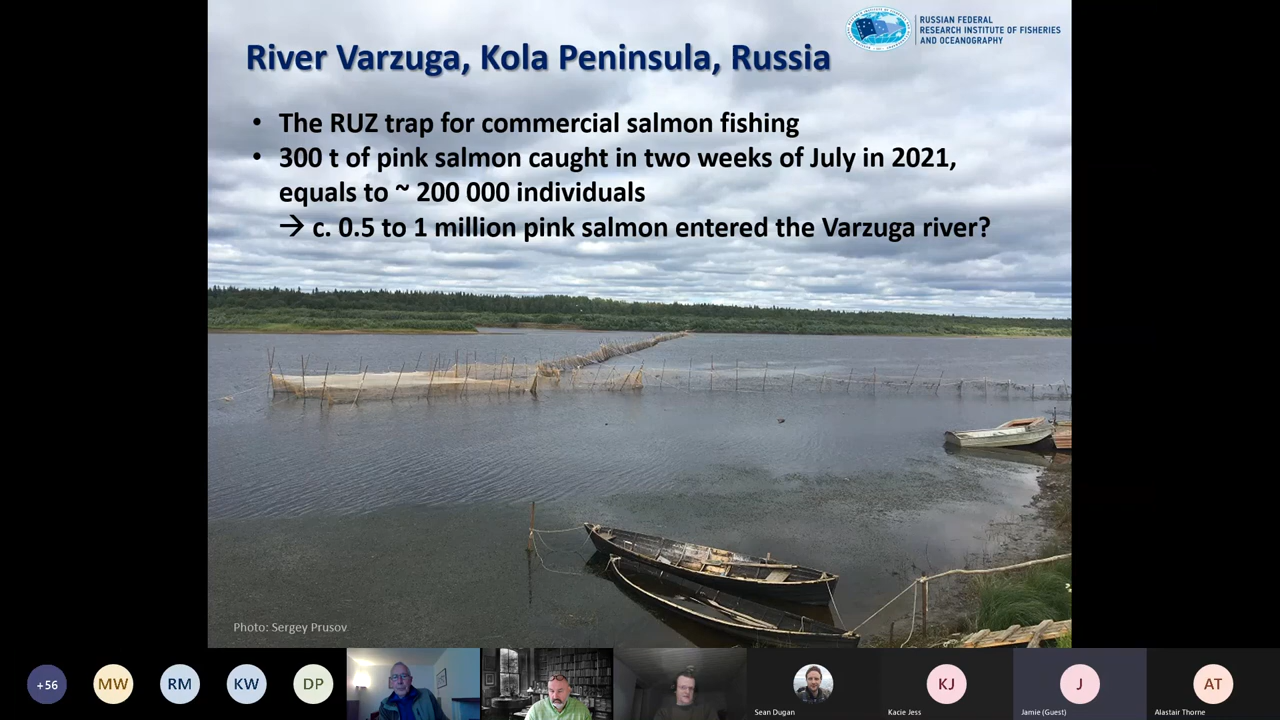 RUSSIAN FEDERAL
RESEARCH INSTITUTE OF FISHERIES
AND OCEANOGRAPHY
River Varzuga, Kola Peninsula, Russia
• The RUZ trap for commercial salmon fishing
• 300 t of pink salmon caught in two weeks of July in 2021,
equals to ~ 200 000 individuals
→ c. 0.5 to 1 million pink salmon entered the Varzuga river?
Photo: Sergey Prusov
+56
MW
RM
KW
DP
Sean Dugan
KJ
Kacie Jess
J
Jamie (Guest)
AT
Alastair Thorne